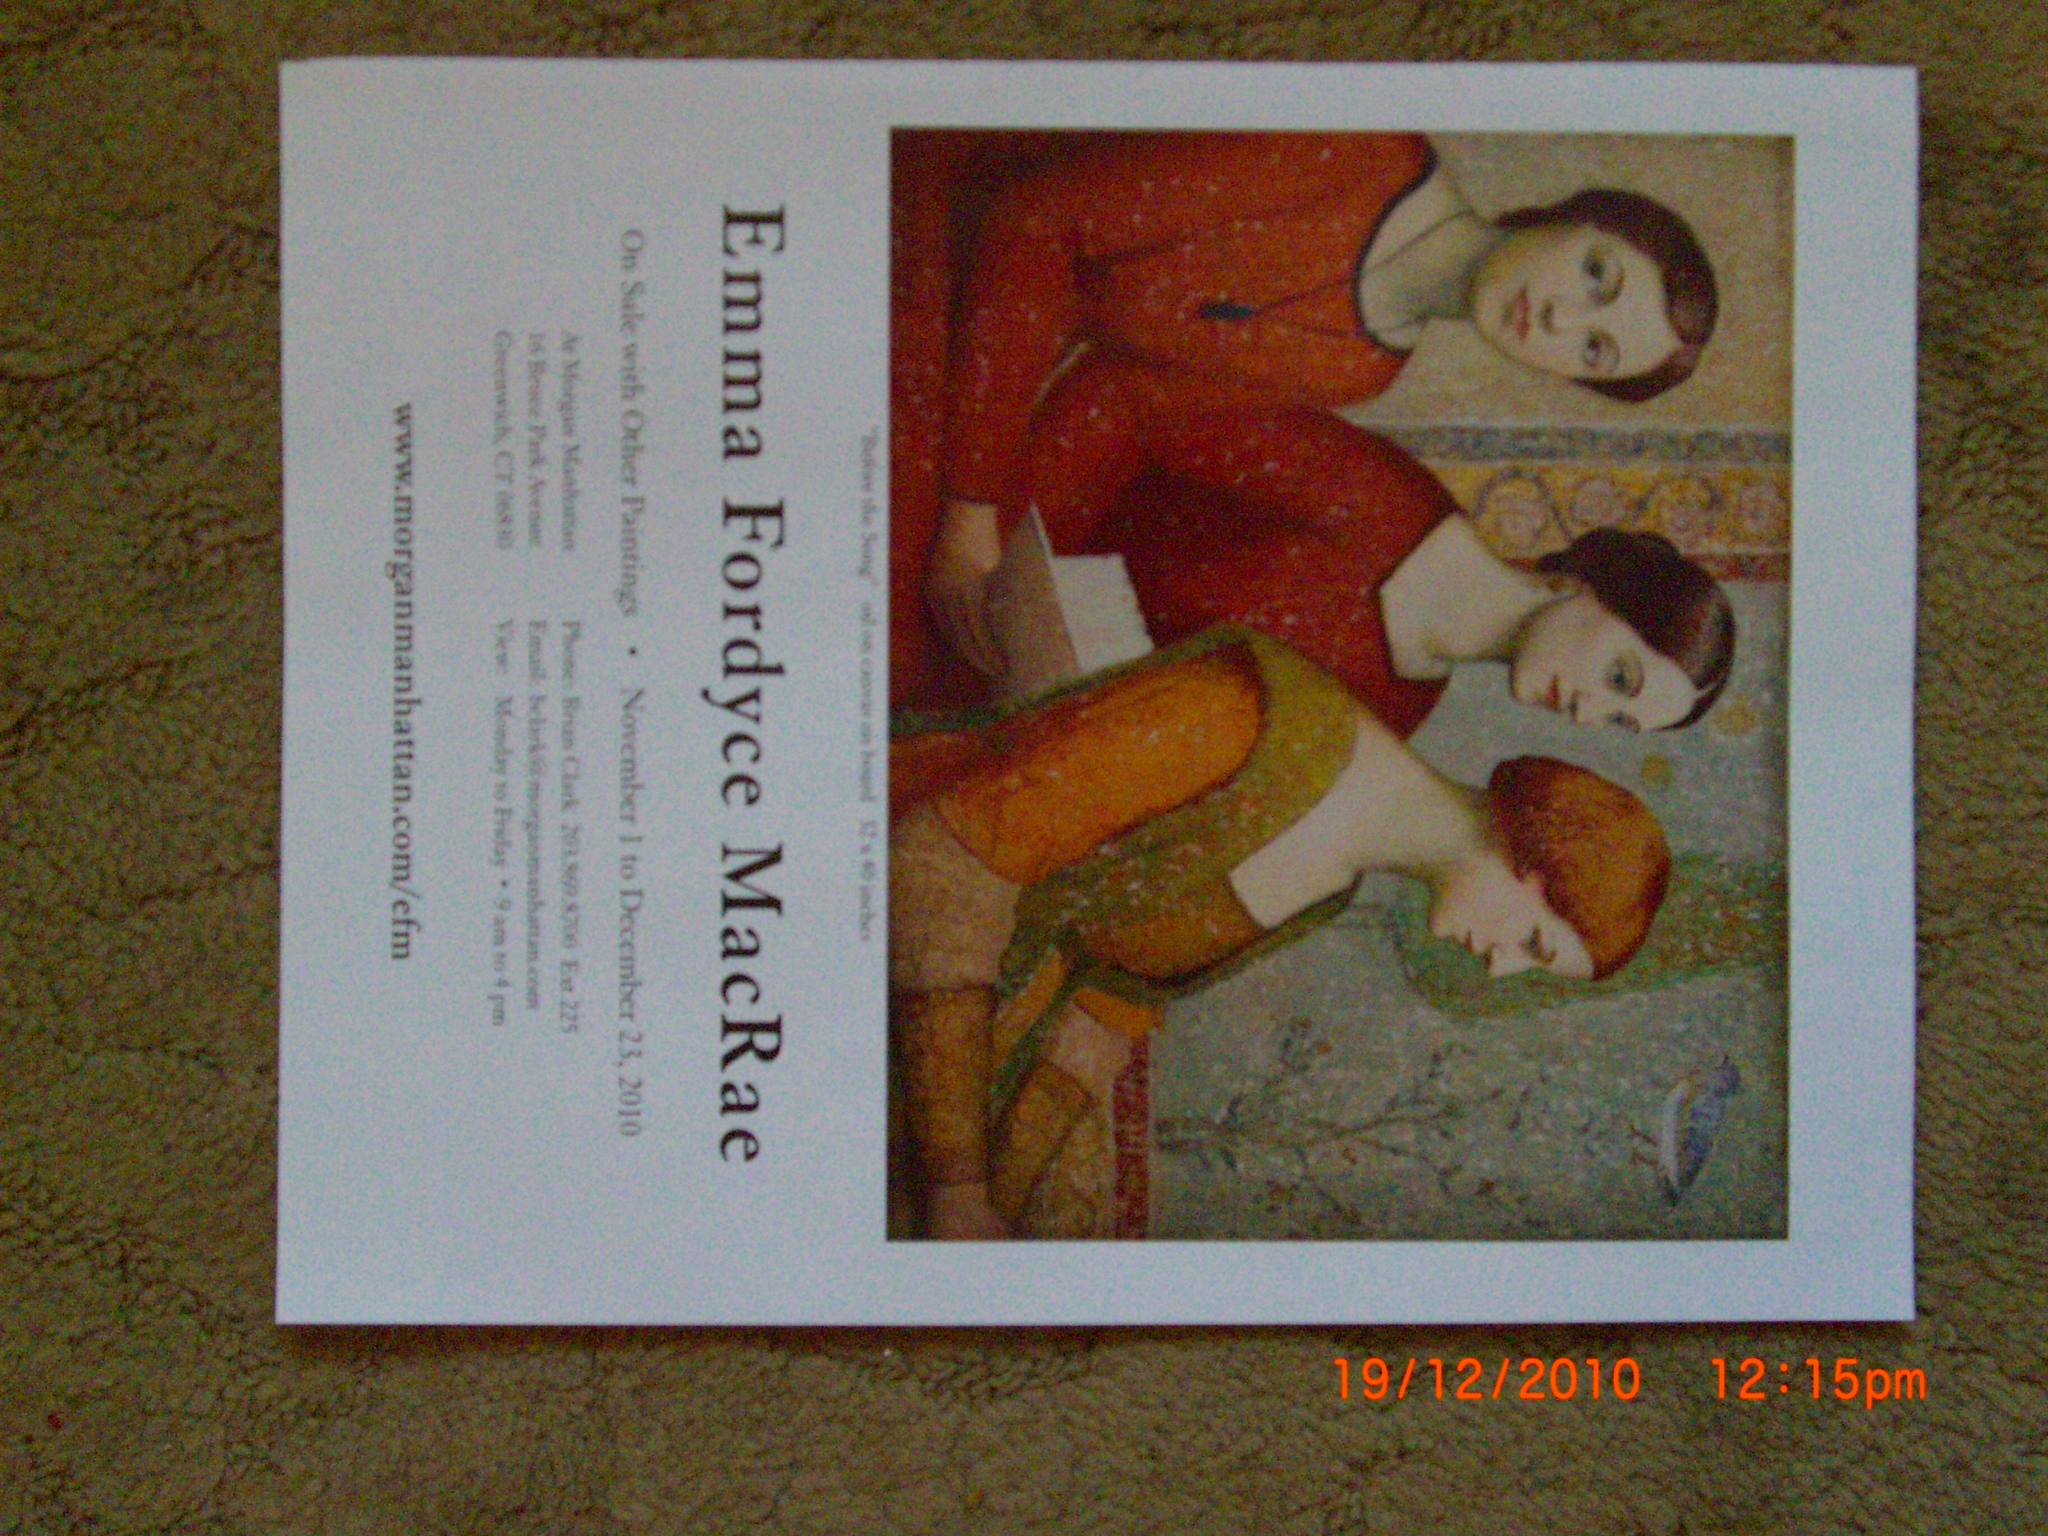 "Before the Song" oil on canvas on board 32 x 40 inches
Emma Fordyce MacRae
On Sale with Other Paintings • November 1 to December 23, 2010
At Morgan Manhattan
16 Bruce Park Avenue
Greenwich, CT 06830
Phone: Brian Clark 203.869.8700 Ext 225
Email: bclark@morganmanhattan.com
View: Monday to Friday • 9 am to 4 pm
www.morganmanhattan.com/efm
19/12/2010 12:15pm